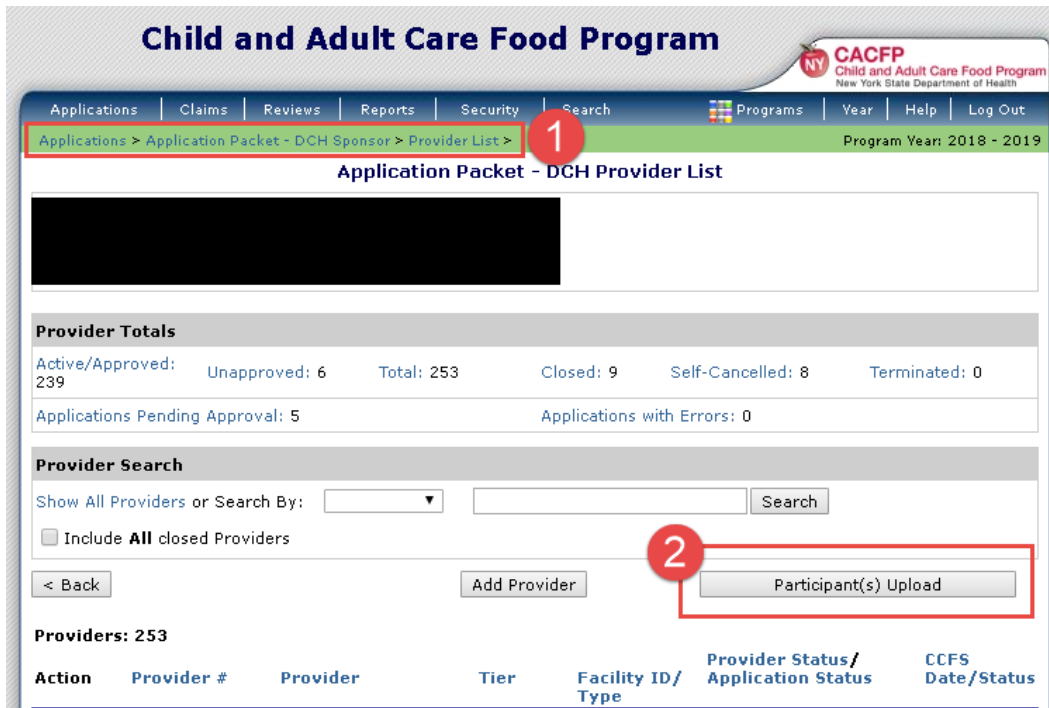 Child and Adult Care Food Program
NY CACFP
Child and Adult Care Food Program
New York State Department of Health
Applications Claims Reviews Reports Security Search Programs Year Help Log Out
Applications > Application Packet - DCH Sponsor > Provider List > 1 Program Year: 2018 - 2019
Application Packet - DCH Provider List
Provider Totals
Active/Approved: 239 Unapproved: 6 Total: 253 Closed: 9 Self-Cancelled: 8 Terminated: 0
Applications Pending Approval: 5 Applications with Errors: 0
Provider Search
Show All Providers or Search By: Search
Include All closed Providers
2
< Back Add Provider Participant(s) Upload
Providers: 253
Action Provider # Provider Tier Facility ID/ Type Provider Status/ Application Status CCFS Date/Status